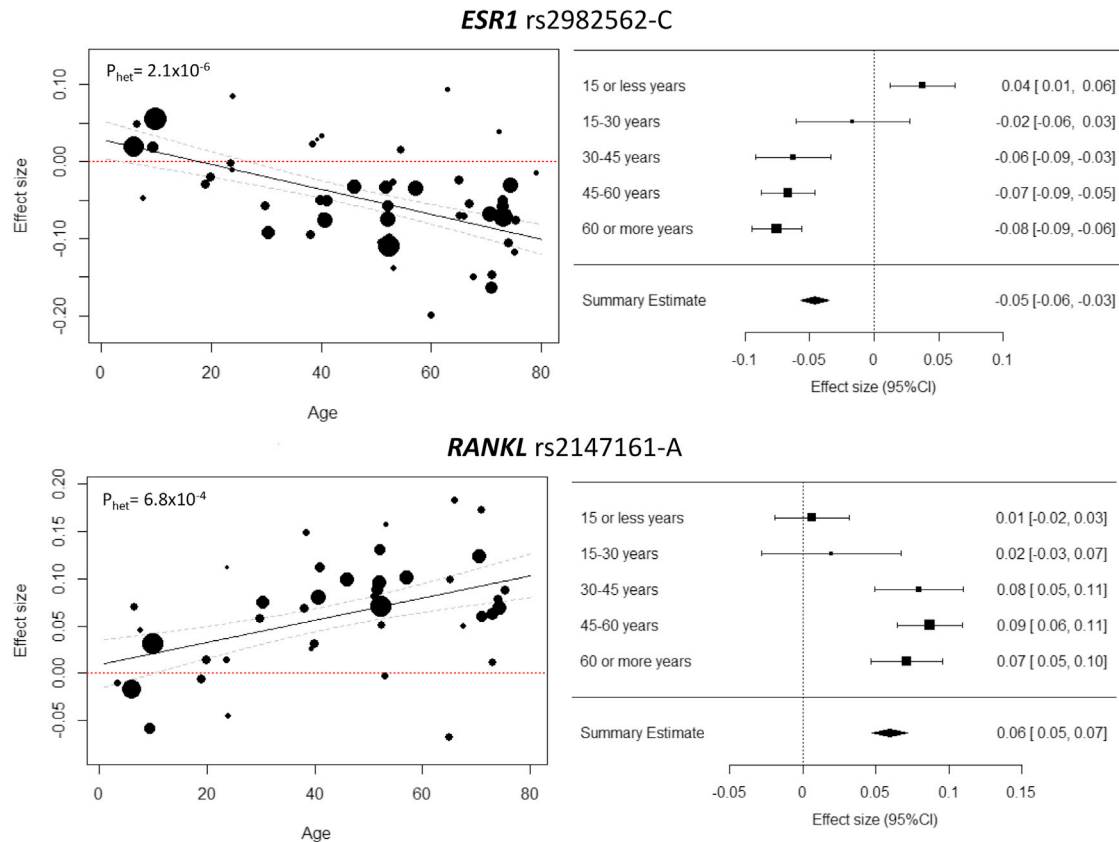 ESR1 rs2982562-C
P_het= 2.1x10^-6
0.10
0.00
-0.10
-0.20
Effect size
0 20 40 60 80
Age
15 or less years 0.04 [ 0.01, 0.06]
15-30 years -0.02 [-0.06, 0.03]
30-45 years -0.06 [-0.09, -0.03]
45-60 years -0.07 [-0.09, -0.05]
60 or more years -0.08 [-0.09, -0.06]
Summary Estimate -0.05 [-0.06, -0.03]
-0.1 -0.05 0 0.05 0.1
Effect size (95%CI)
RANKL rs2147161-A
P_het= 6.8x10^-4
0.20
0.15
0.10
0.05
0.00
-0.05
Effect size
0 20 40 60 80
Age
15 or less years 0.01 [-0.02, 0.03]
15-30 years 0.02 [-0.03, 0.07]
30-45 years 0.08 [0.05, 0.11]
45-60 years 0.09 [0.06, 0.11]
60 or more years 0.07 [0.05, 0.10]
Summary Estimate 0.06 [ 0.05, 0.07]
-0.05 0 0.05 0.1 0.15
Effect size (95%CI)